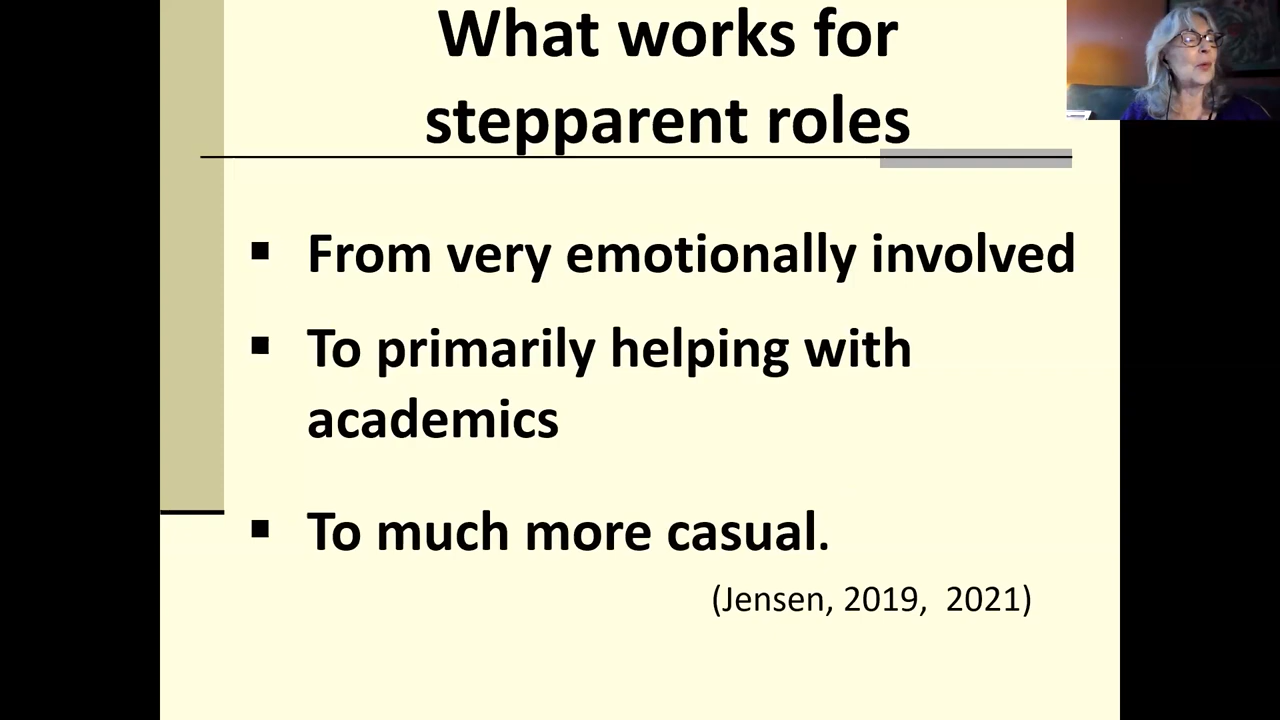 What works for
stepparent roles
▪ From very emotionally involved
▪ To primarily helping with
academics
▪ To much more casual.
(Jensen, 2019,  2021)